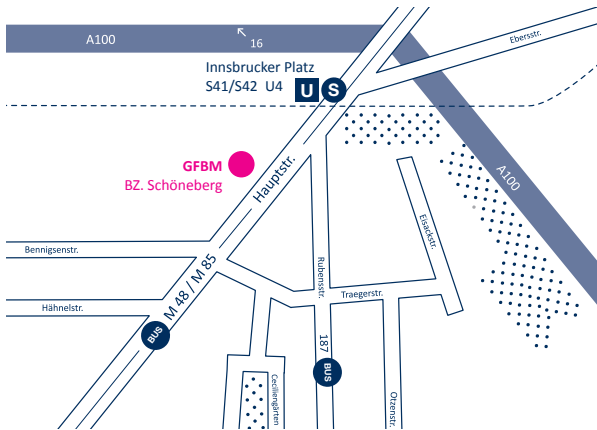 A100
16
Ebersstr.
Innsbrucker Platz
S41/S42 U4
U
S
A100
GFBM
BZ. Schöneberg
Hauptstr.
Eisackstr.
Bennigsenstr.
M 48 / M 85
Rubensstr.
Traegerstr.
Hähnelstr.
BUS
187
BUS
Ceciliengärten
Otzenstr.